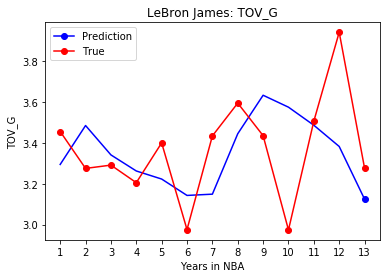 LeBron James: TOV_G
Prediction
True
TOV_G
3.8
3.6
3.4
3.2
3.0
1 2 3 4 5 6 7 8 9 10 11 12 13
Years in NBA